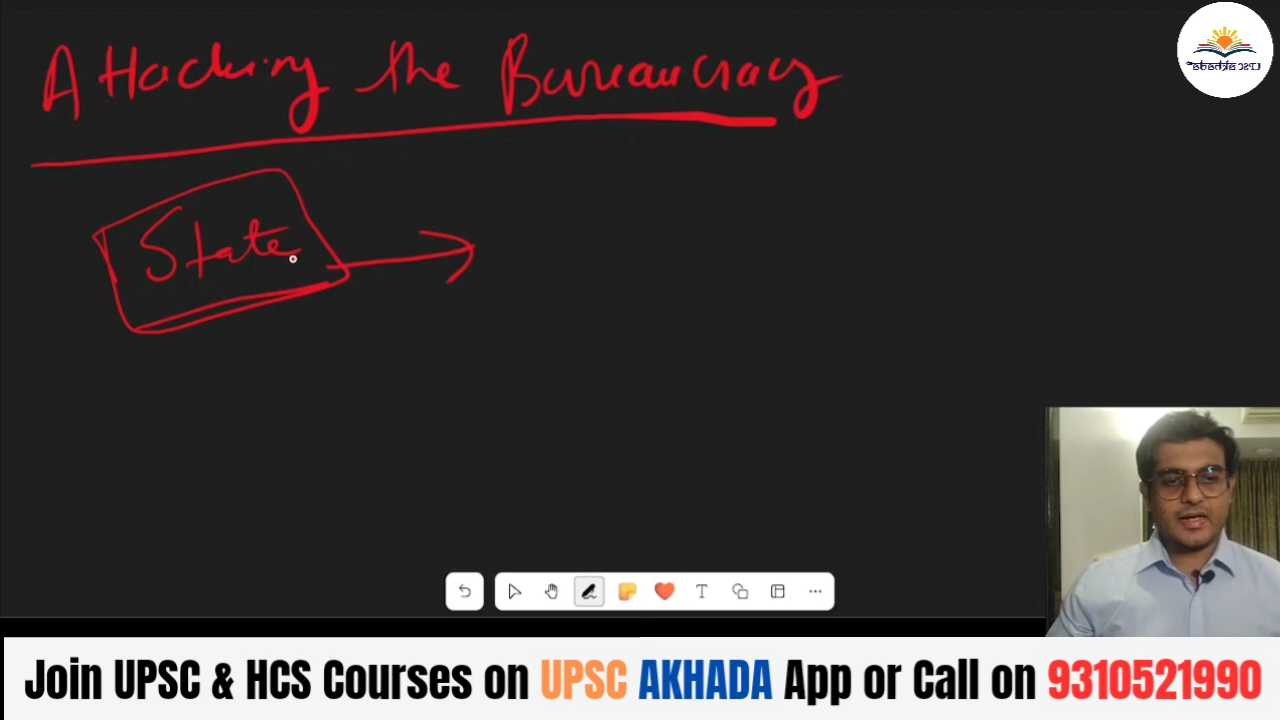 Attacking the Bureaucracy
State
Join UPSC & HCS Courses on UPSC AKHADA App or Call on 9310521990